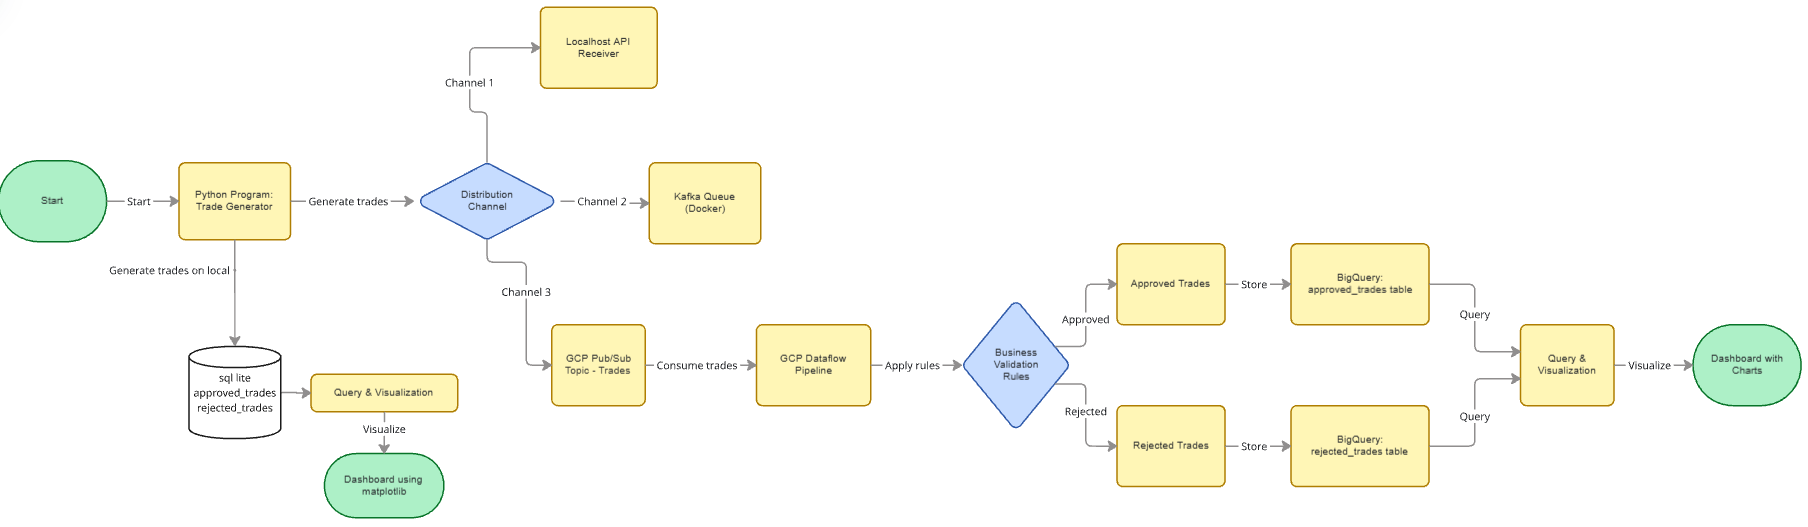 Localhost API
Receiver
Channel 1
Start
Start
Python Program:
Trade Generator
Generate trades
Distribution
Channel
Channel 2
Kafka Queue
(Docker)
Generate trades on local
Channel 3
sql lite
approved_trades
rejected_trades
Query & Visualization
Visualize
Dashboard using
matplotlib
GCP Pub/Sub
Topic - Trades
Consume trades
GCP Dataflow
Pipeline
Apply rules
Business
Validation
Rules
Approved
Approved Trades
Store
BigQuery:
approved_trades table
Query
Rejected
Rejected Trades
Store
BigQuery:
rejected_trades table
Query
Query &
Visualization
Visualize
Dashboard with
Charts